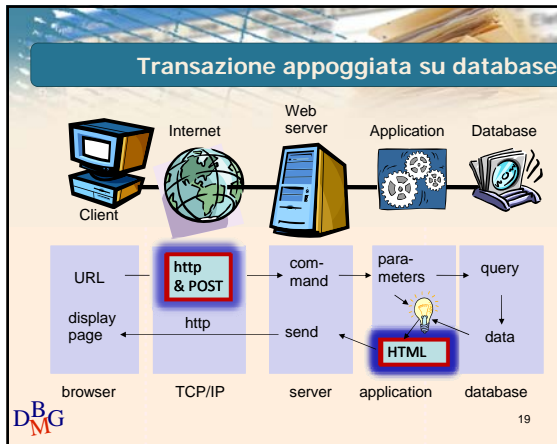 Transazione appoggiata su database
Internet
Web
server
Application
Database
Client
URL
http
& POST
com-
mand
para-
meters
query
display
page
http
send
HTML
data
browser
TCP/IP
server
application
database
DBMG
19